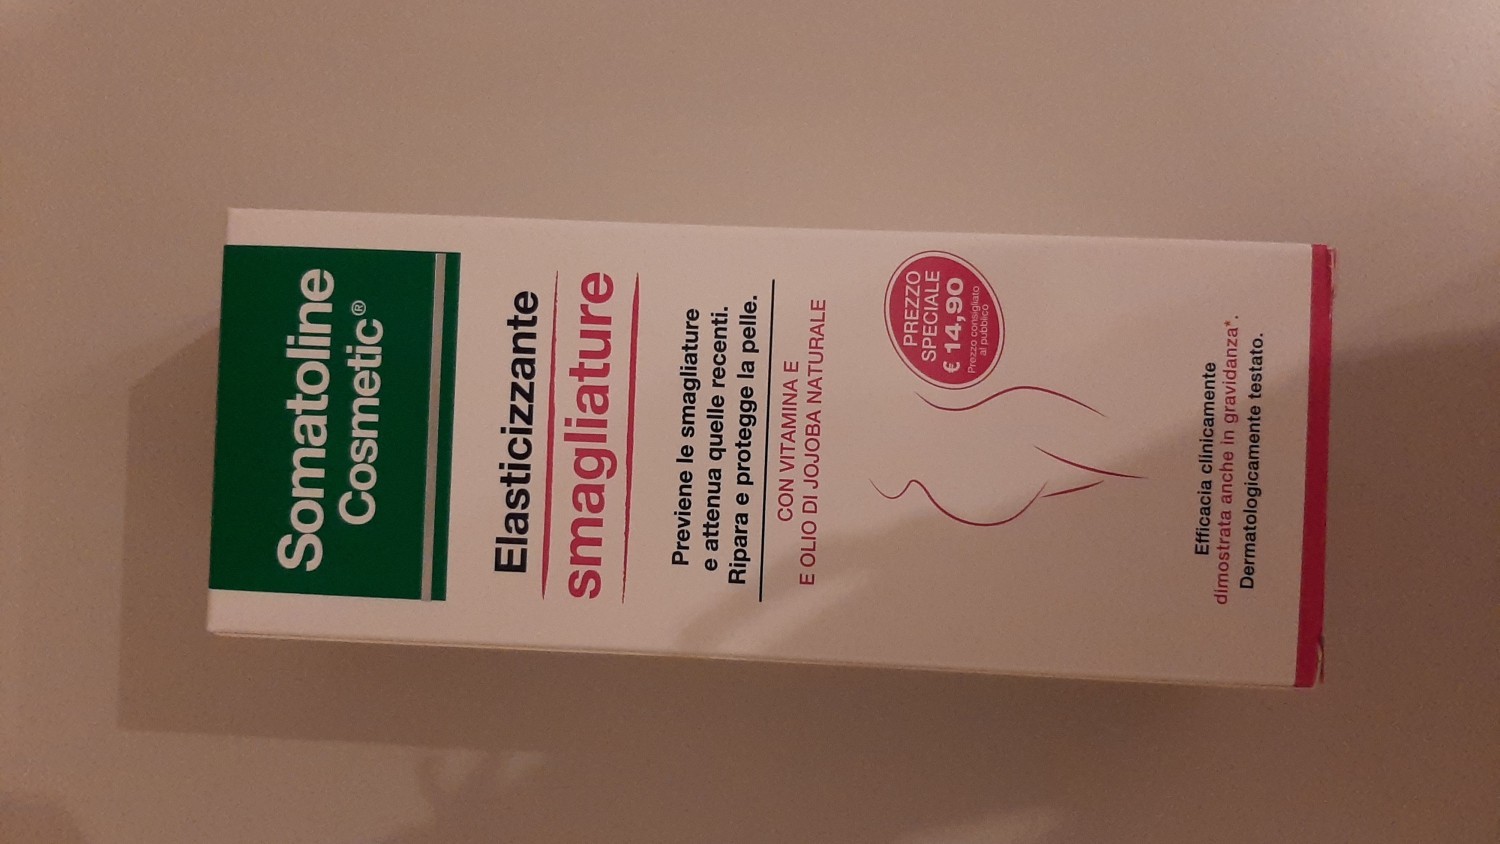 Somatoline
Cosmetic®
Elasticizzante
smagliature
Previene le smagliature
e attenua quelle recenti.
Ripara e protegge la pelle.
CON VITAMINA E
E OLIO DI JOJOBA NATURALE
PREZZO
SPECIALE
€ 14,90
Prezzo consigliato
al pubblico
Efficacia clinicamente
dimostrata anche in gravidanza*.
Dermatologicamente testato.